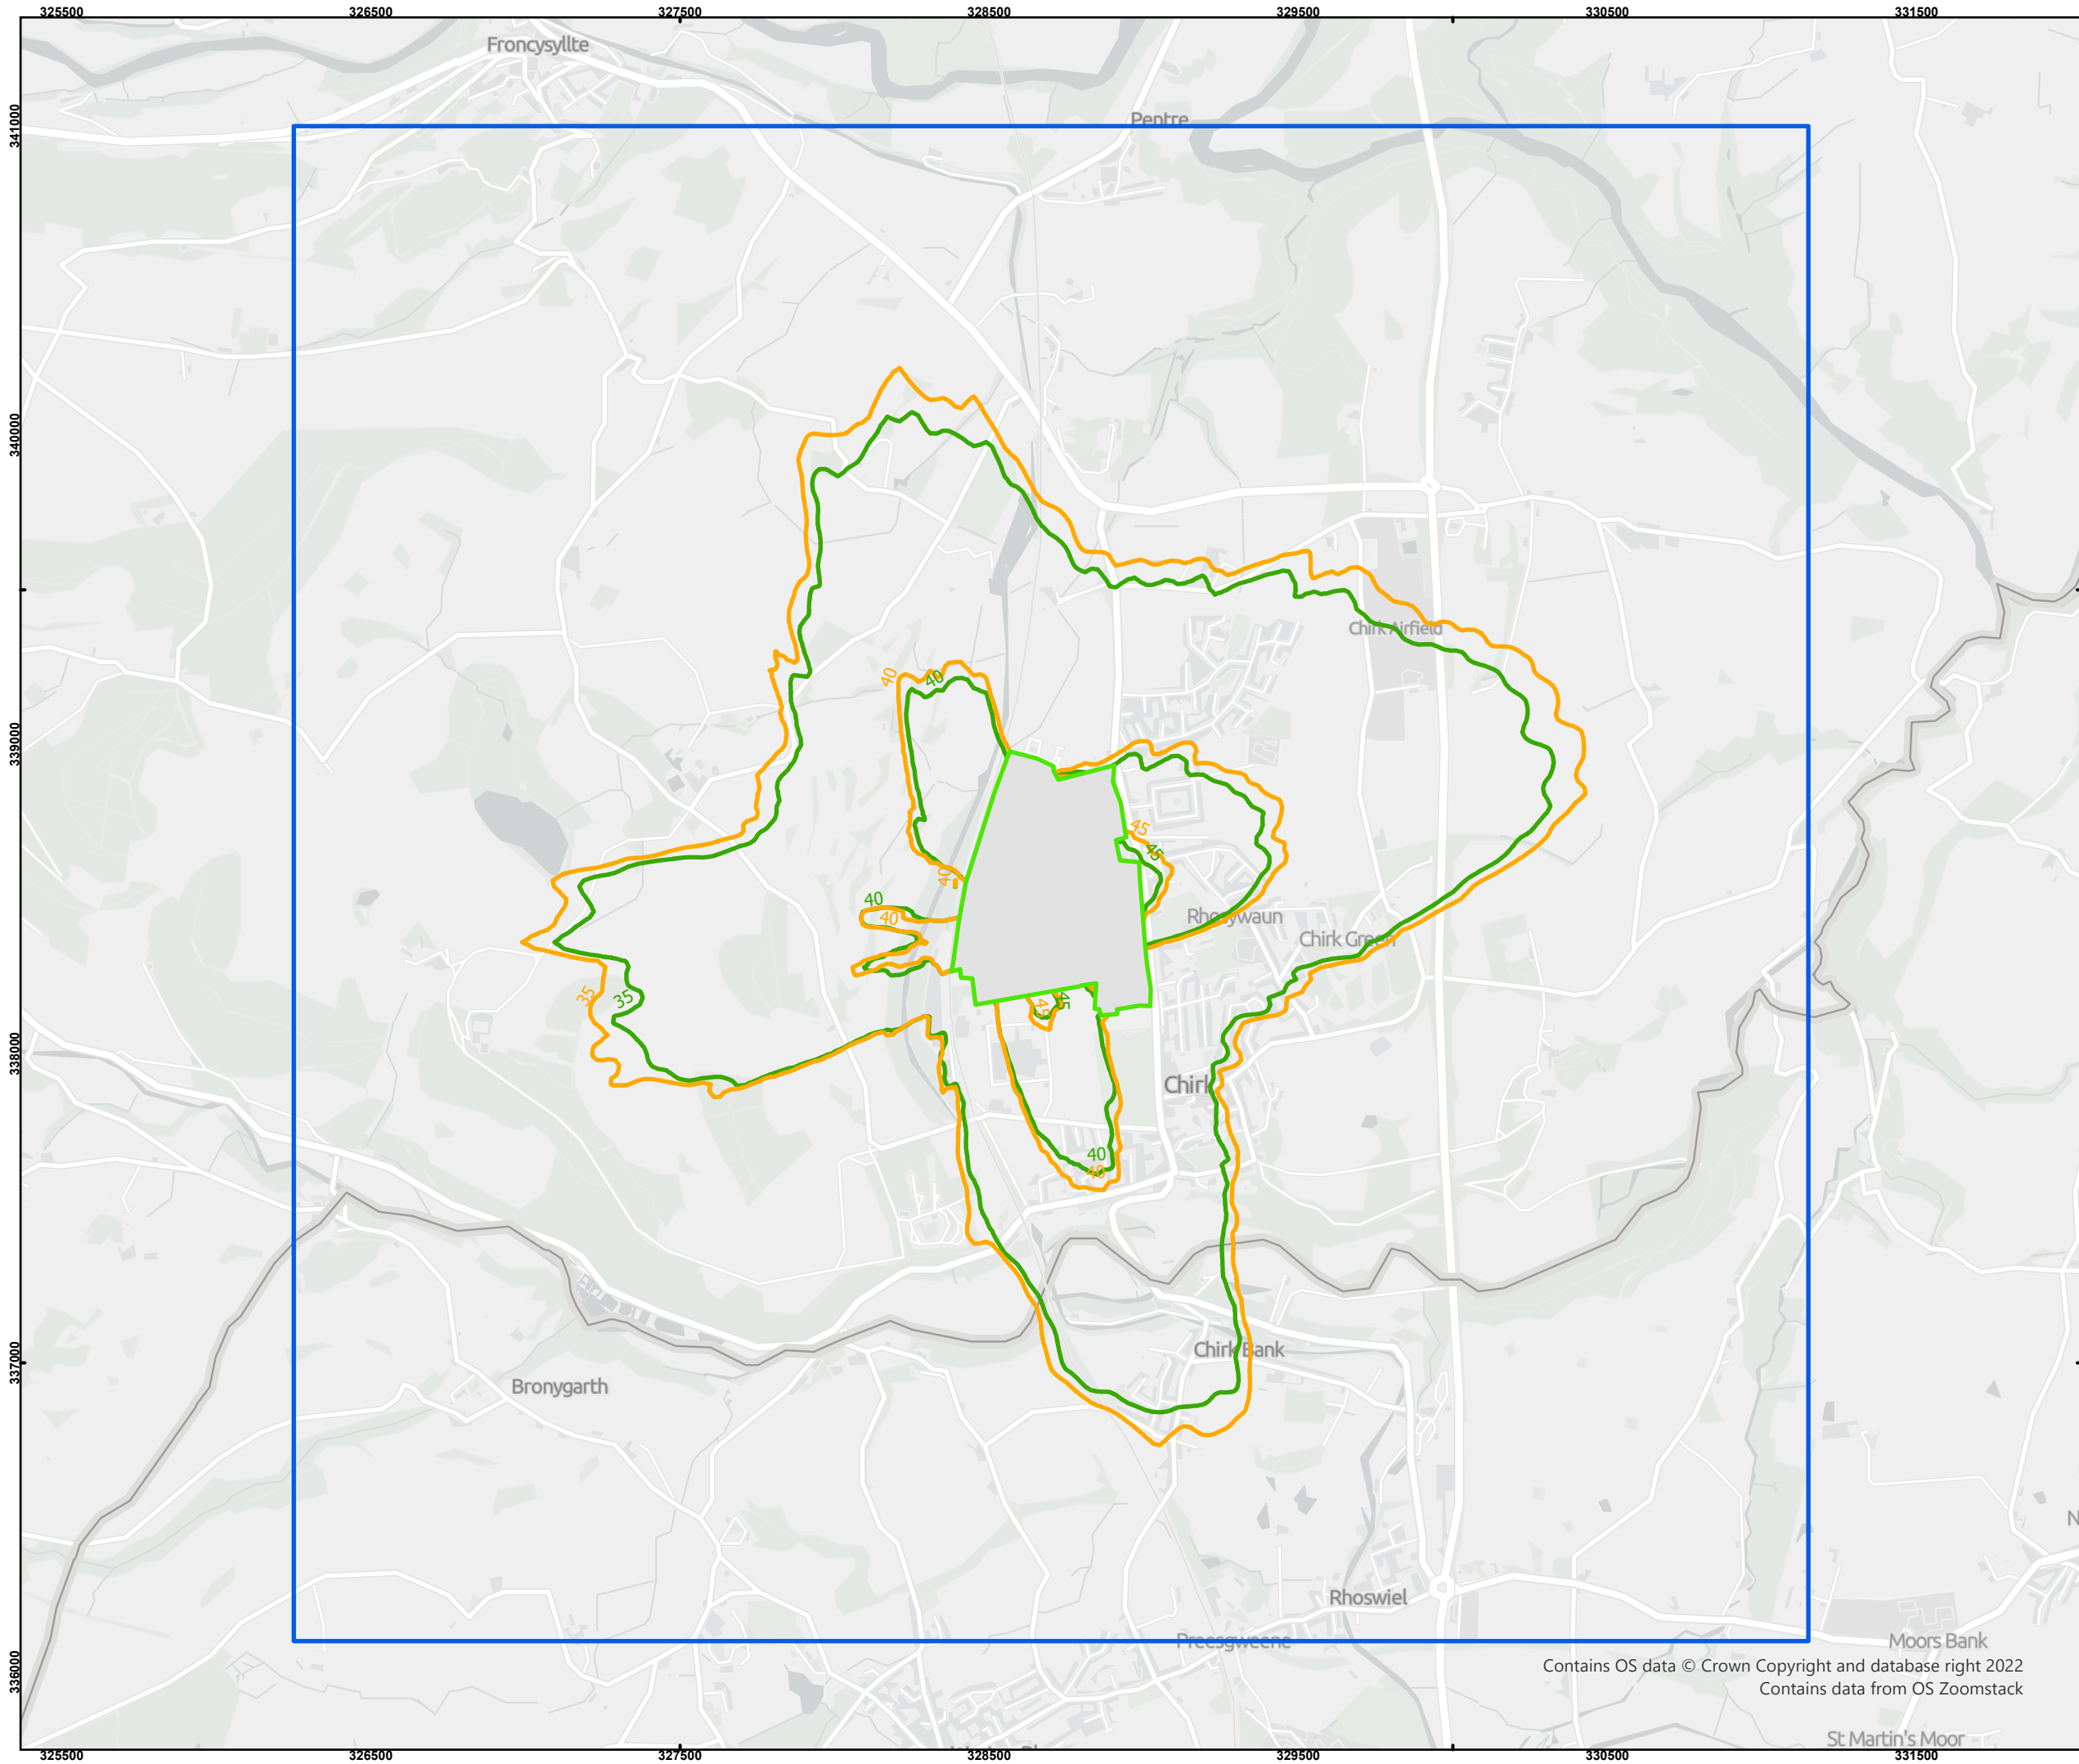 325500 326500 327500 328500 329500 330500 331500
Froncysyllte
Pentre
341000
340000
Chirk Airfield
40
40
339000
45
45
40
40
40
Rhosywaun
Chirk Green
35
35
45
45
338000
Chirk
40
40
Chirk Bank
337000
Bronygarth
Rhoswiel
Preesgweene
Moors Bank
336000
Contains OS data © Crown Copyright and database right 2022
Contains data from OS Zoomstack
St Martin's Moor
325500 326500 327500 328500 329500 330500 331500